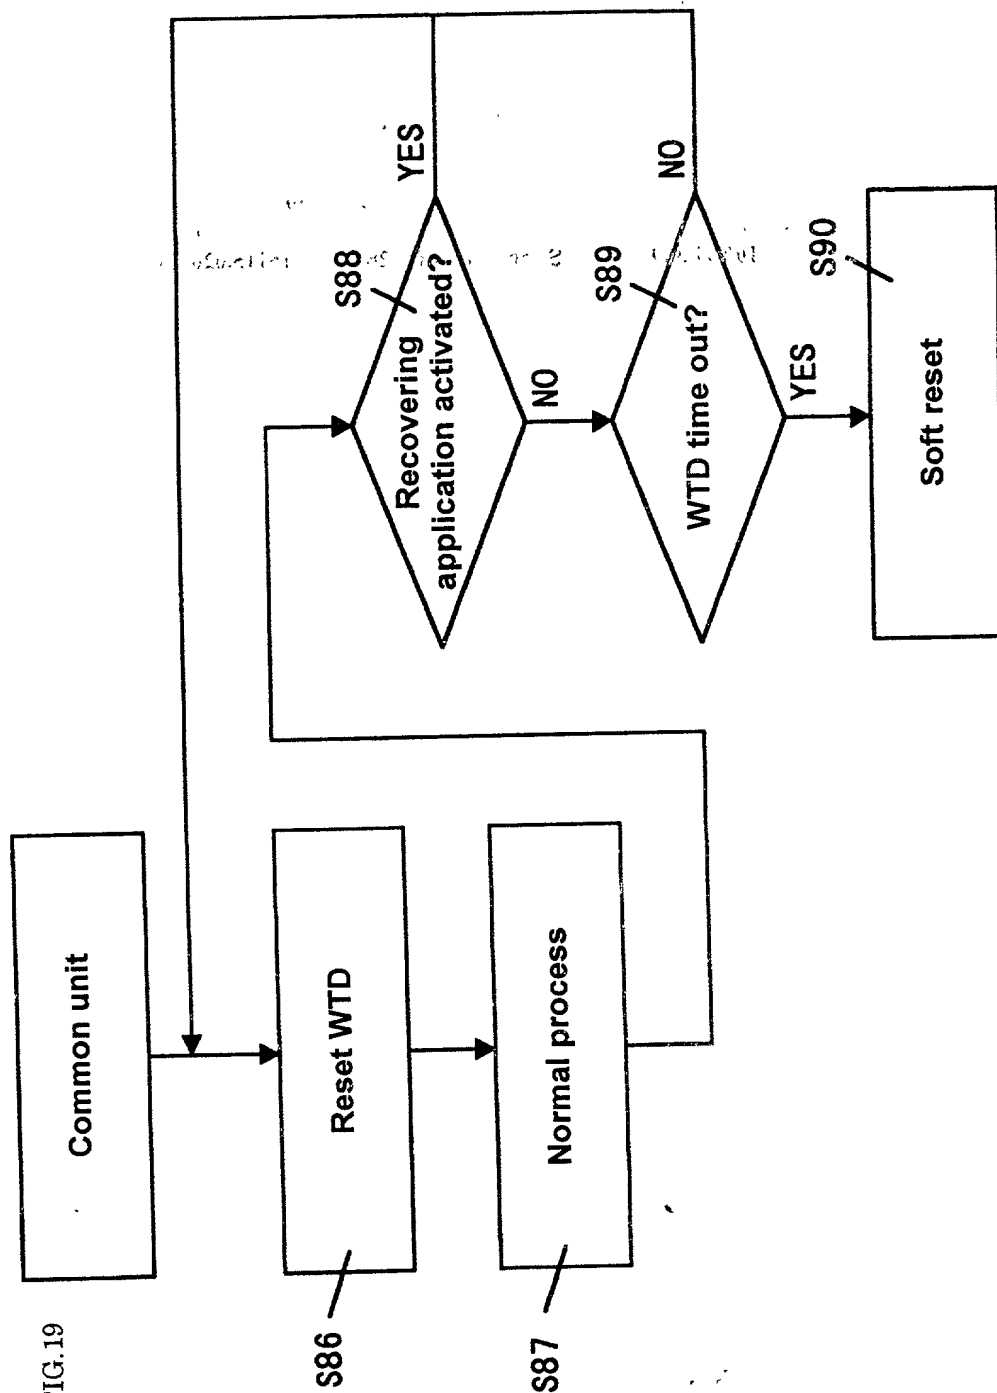 FIG.19
Common unit
S86
Reset WTD
S87
Normal process
S88
Recovering
application activated?
YES
NO
S89
WTD time out?
NO
YES
S90
Soft reset